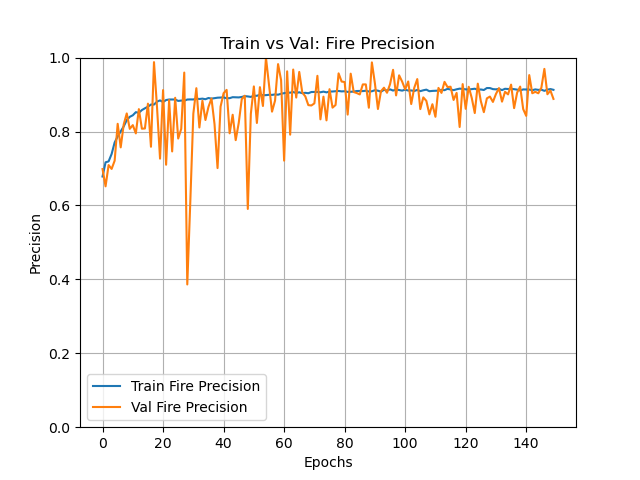 Train vs Val: Fire Precision
Precision
1.0
0.8
0.6
0.4
0.2
0.0
Train Fire Precision
Val Fire Precision
0 20 40 60 80 100 120 140
Epochs